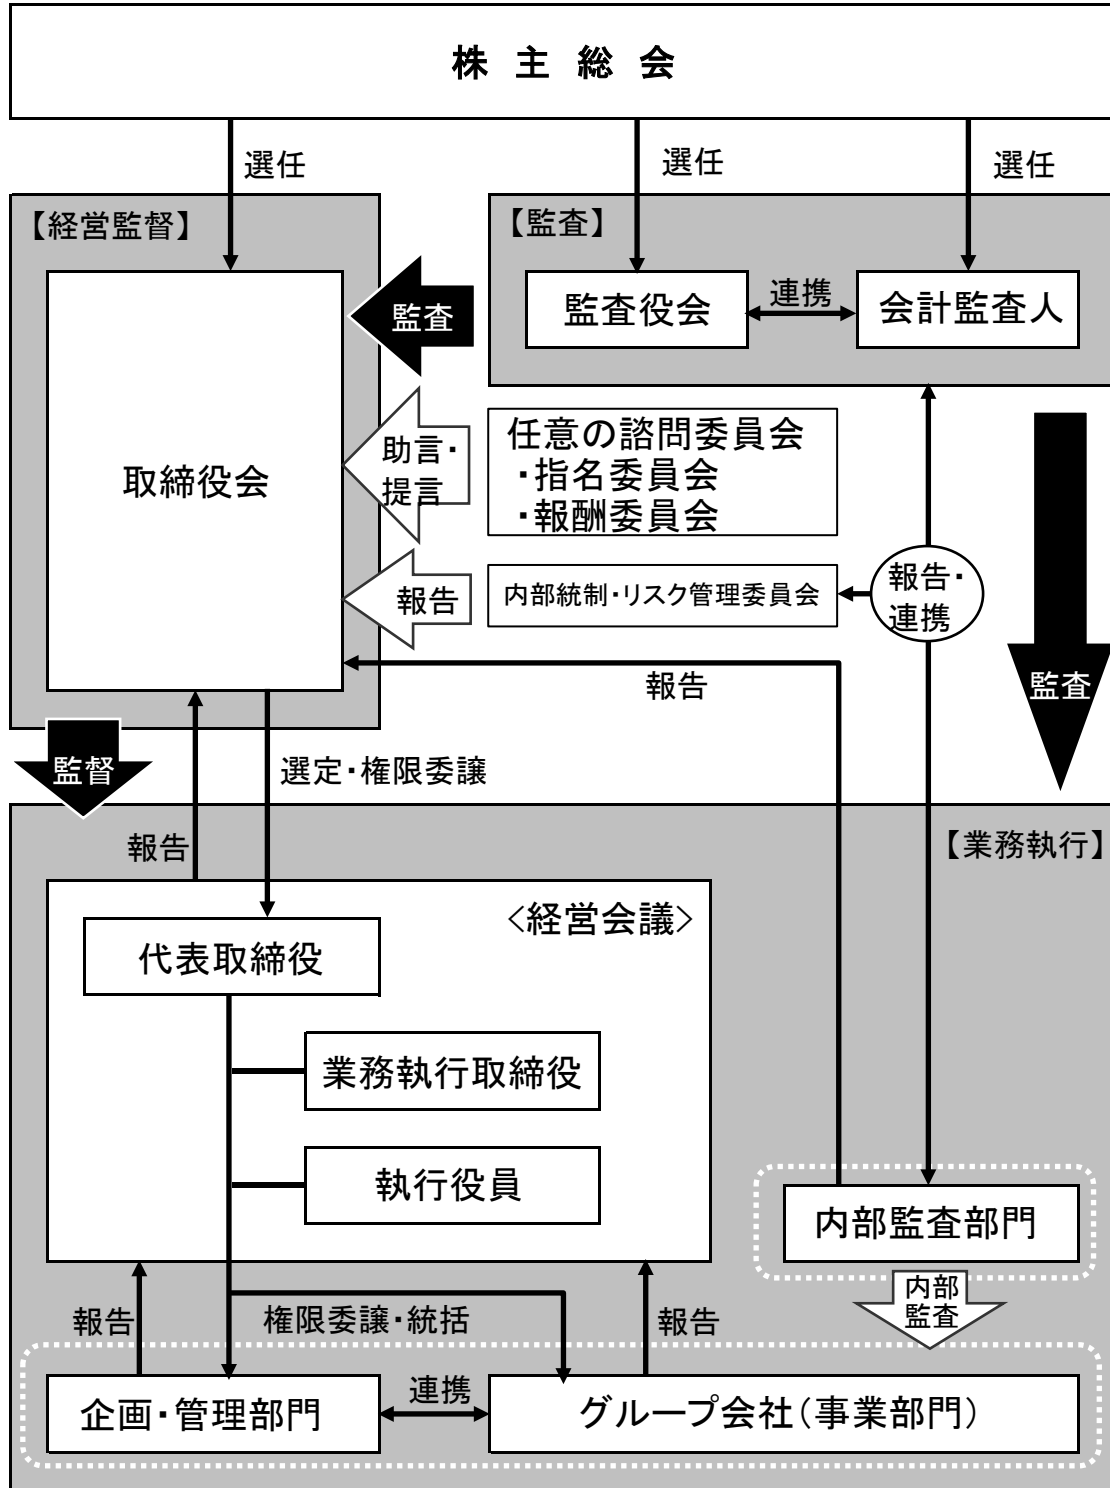 株主総会
選任
選任
選任
【経営監督】
【監査】
監査役会
連携
会計監査人
監査
取締役会
助言・
提言
任意の諮問委員会
・指名委員会
・報酬委員会
報告
内部統制・リスク管理委員会
報告・
連携
報告
監査
監督
選定・権限委譲
報告
【業務執行】
<経営会議>
代表取締役
業務執行取締役
執行役員
内部監査部門
内部
監査
報告
権限委譲・統括
報告
企画・管理部門
連携
グループ会社(事業部門)